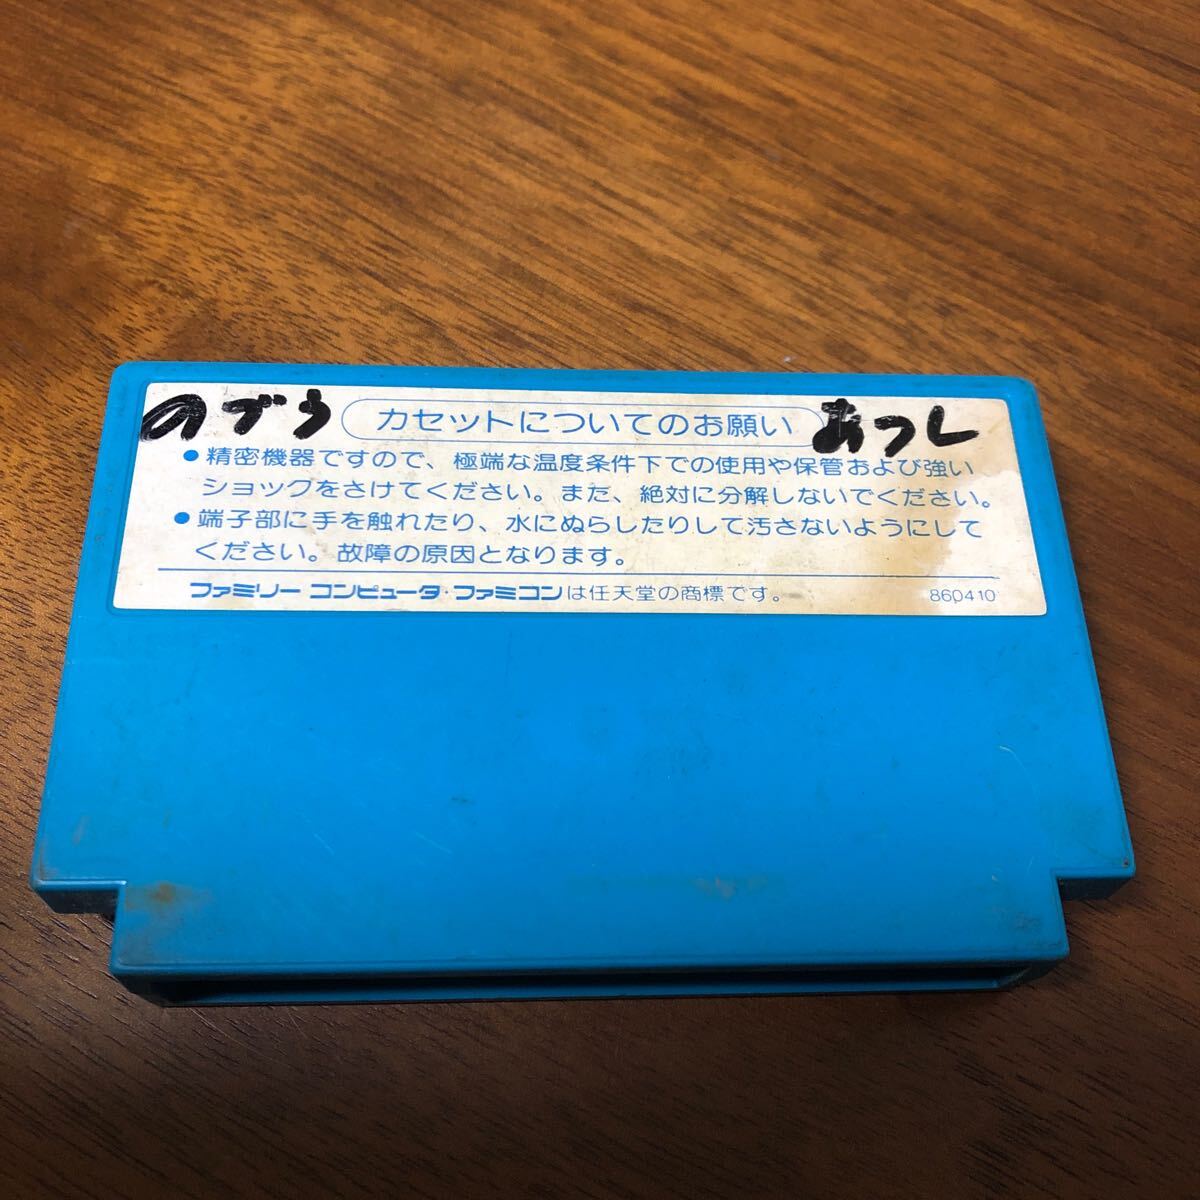 のづう カセットについてのお願い あつし
●精密機器ですので、極端な温度条件下での使用や保管および強い
ショックをさけてください。また、絶対に分解しないでください。
●端子部に手を触れたり、水にぬらしたりして汚さないようにして
ください。故障の原因となります。
ファミリー コンピュータ・ファミコンは任天堂の商標です。 860410